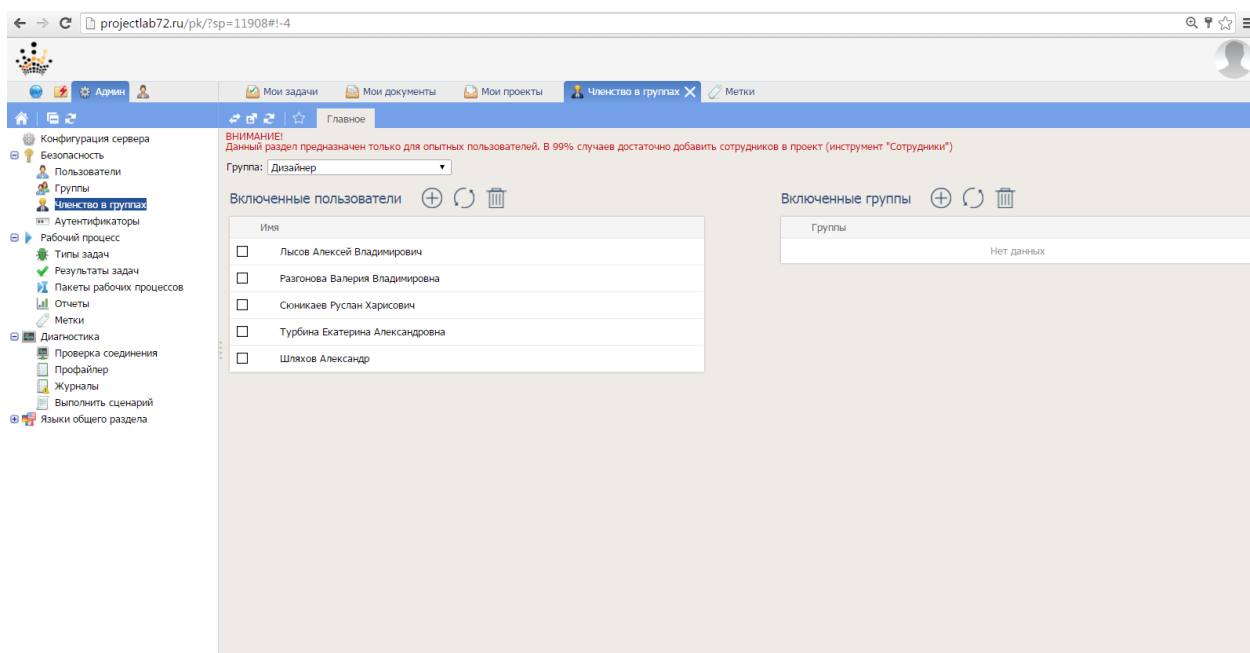 projectlab72.ru/pk/?sp=11908#!-4
Админ
Мои задачи
Мои документы
Мои проекты
Членство в группах
Метки
Главное
Конфигурация сервера
Безопасность
Пользователи
Группы
Членство в группах
Аутентификаторы
Рабочий процесс
Типы задач
Результаты задач
Пакеты рабочих процессов
Отчеты
Метки
Диагностика
Проверка соединения
Профайлер
Журналы
Выполнить сценарий
Языки общего раздела
ВНИМАНИЕ!
Данный раздел предназначен только для опытных пользователей. В 99% случаев достаточно добавить сотрудников в проект (инструмент "Сотрудники")
Группа: Дизайнер
Включенные пользователи
Имя
Лысов Алексей Владимирович
Разгонова Валерия Владимировна
Сюникаев Руслан Харисович
Турбина Екатерина Александровна
Шляхов Александр
Включенные группы
Группы
Нет данных